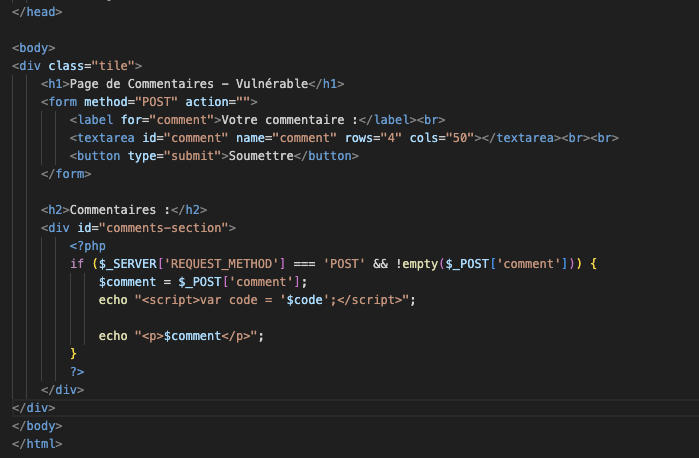 </head>
<body>
<div class="tile">
<h1>Page de Commentaires – Vulnérable</h1>
<form method="POST" action="">
<label for="comment">Votre commentaire :</label><br>
<textarea id="comment" name="comment" rows="4" cols="50"></textarea><br><br>
<button type="submit">Soumettre</button>
</form>
<h2>Commentaires :</h2>
<div id="comments-section">
<?php
if ($_SERVER['REQUEST_METHOD'] === 'POST' && !empty($_POST['comment'])) {
$comment = $_POST['comment'];
echo "<script>var code = '$code';</script>";
echo "<p>$comment</p>";
}
?>
</div>
</div>
</body>
</html>